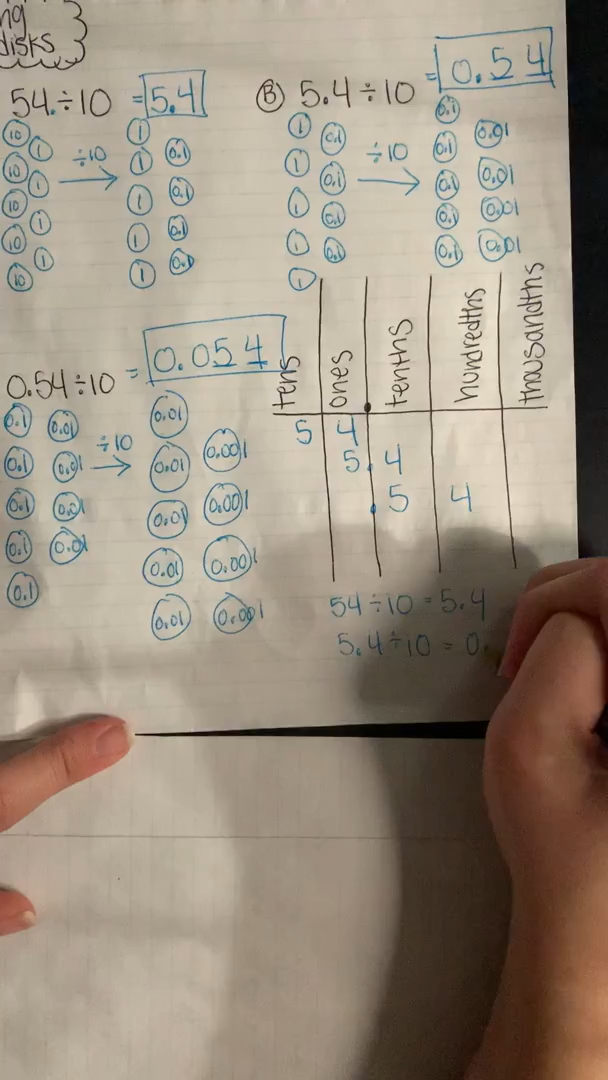 ng
disks
54.÷10 = 5.4
10 1 ÷10 1 0.1
10 1 1 0.1
10 1 1 0.1
10 1 1 0.1
10 1
B 5.4÷10 = 0.54
1 0.1 ÷10 0.1 0.01
1 0.1 0.1 0.01
1 0.1 0.1 0.01
1 0.1 0.1 0.01
1 0.1
0.54÷10 = 0.054
0.1 0.01 ÷10 0.01 0.001
0.1 0.01 0.01 0.001
0.1 0.01 0.01 0.001
0.1 0.01 0.01 0.001
0.1 0.01
tens ones . tenths hundredths thousandths
5 4
5.4
.5 4
54÷10 = 5.4
5.4÷10 = 0.